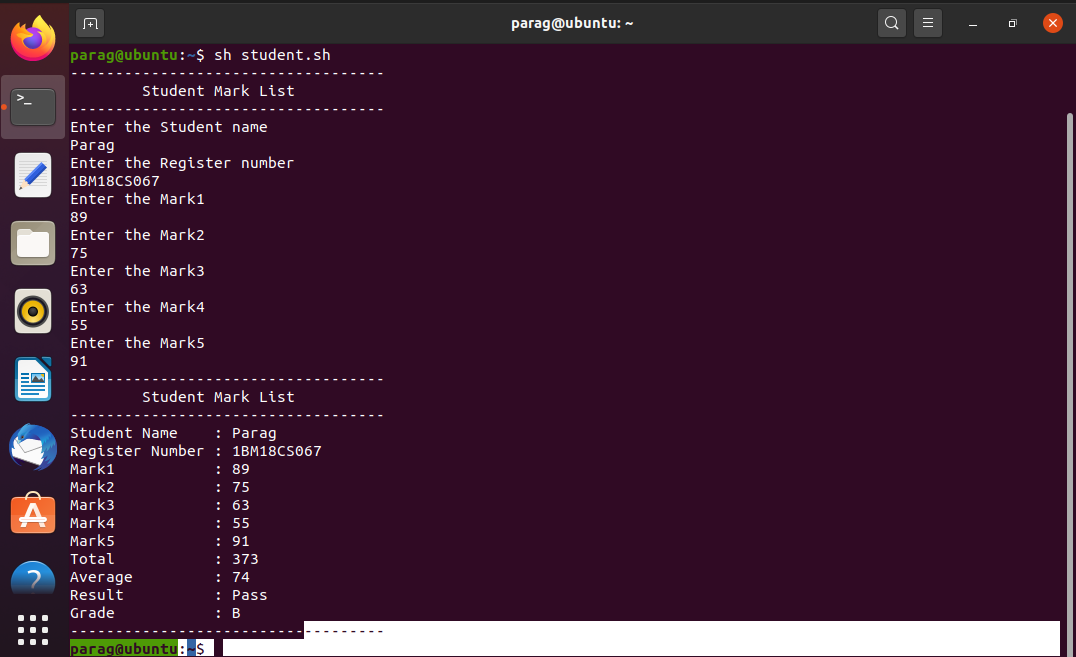 parag@ubuntu: ~
parag@ubuntu:~$ sh student.sh
-----------------------------------
        Student Mark List
-----------------------------------
Enter the Student name
Parag
Enter the Register number
1BM18CS067
Enter the Mark1
89
Enter the Mark2
75
Enter the Mark3
63
Enter the Mark4
55
Enter the Mark5
91
-----------------------------------
        Student Mark List
-----------------------------------
Student Name    : Parag
Register Number : 1BM18CS067
Mark1           : 89
Mark2           : 75
Mark3           : 63
Mark4           : 55
Mark5           : 91
Total           : 373
Average         : 74
Result          : Pass
Grade           : B
-----------------------------------
parag@ubuntu:~$